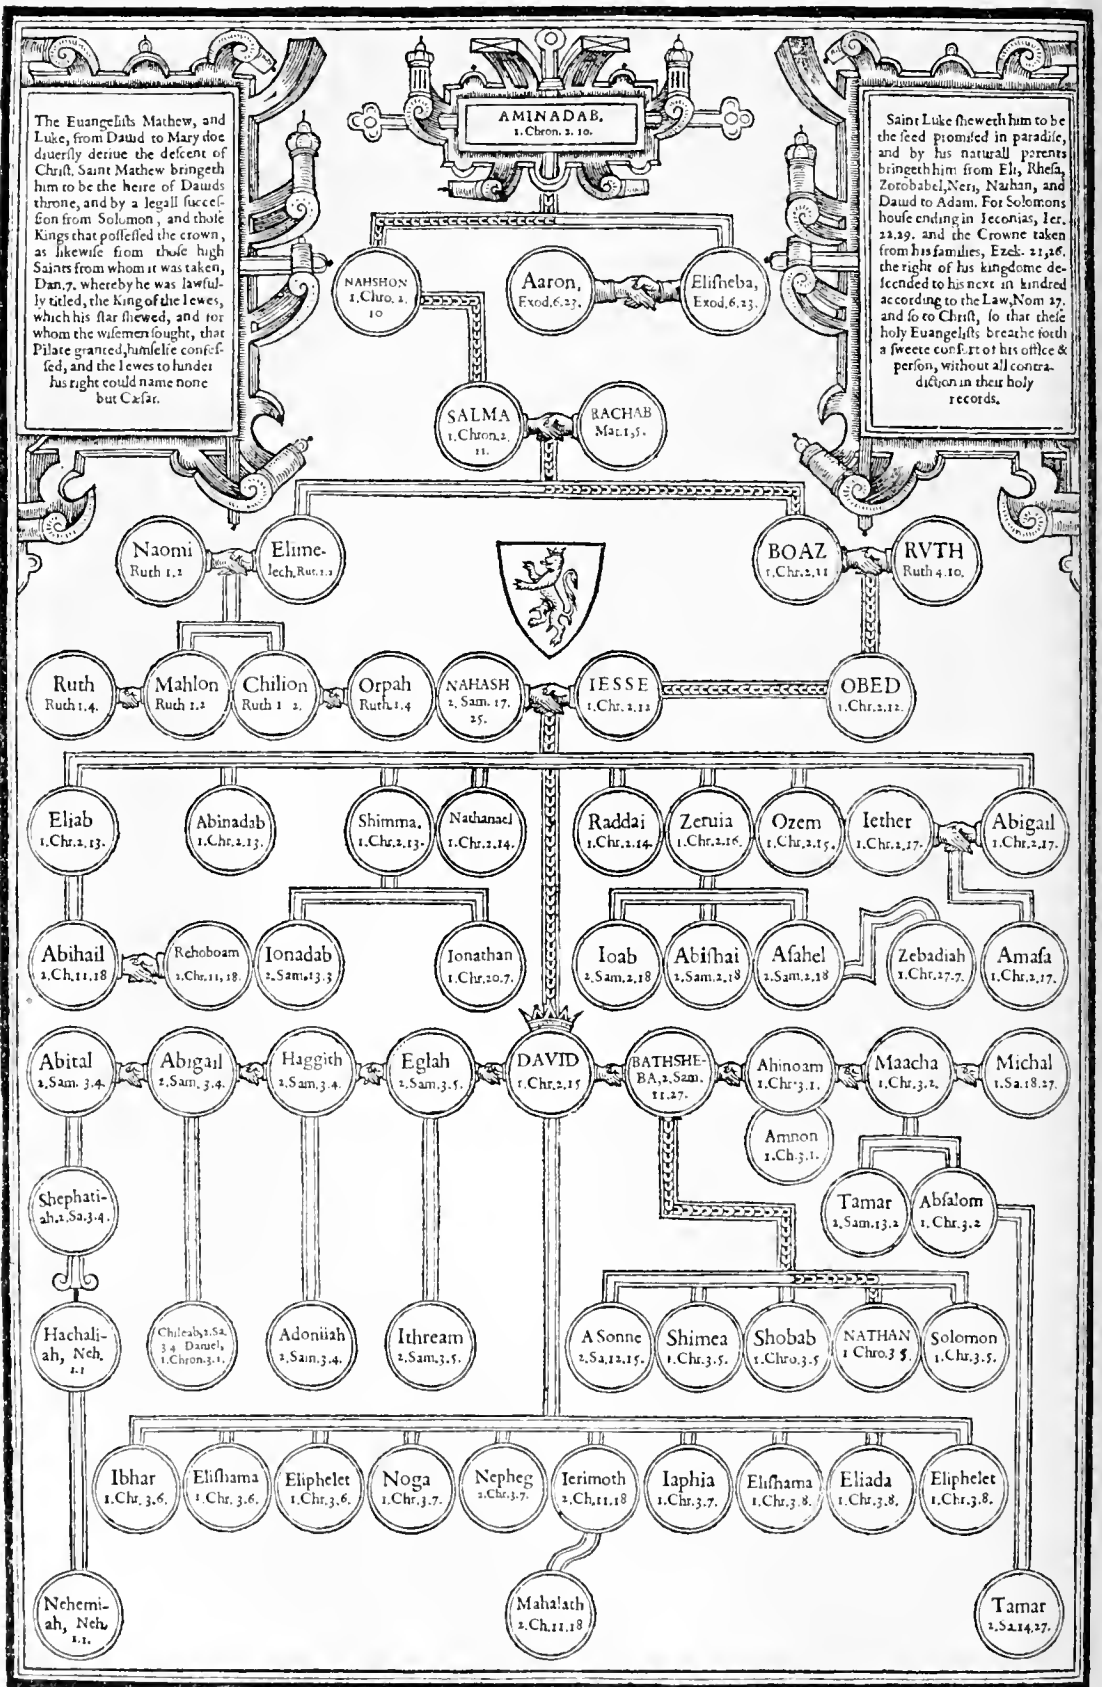 The Euangelists Mathew, and
Luke, from Dauid to Mary doe
diuersly deriue the descent of
Christ. Saint Mathew bringeth
him to be the heire of Dauids
throne, and by a legall succes-
sion from Solomon, and those
Kings that possessed the crown,
as likewise from those high
Saints from whom it was taken,
Dan.7. whereby he was lawful-
ly titled, the King of the Iewes,
which his star shewed, and for
whom the wisemen sought, that
Pilate granted, himselfe confes-
sed, and the Iewes to hinder
his right could name none
but Cæsar.
AMINADAB.
1. Chron. 2. 10.
Saint Luke sheweth him to be
the seed promised in paradise,
and by his naturall parents
bringeth him from Eli, Rhesa,
Zorobabel, Neri, Nathan, and
Dauid to Adam. For Solomons
house ending in Ieconias, Ier.
22.29. and the Crowne taken
from his families, Ezek. 21,26.
the right of his kingdome de-
scended to his next in kindred
according to the Law, Nom 27.
and so to Christ, so that these
holy Euangelists breathe forth
a sweete consort of his office &
person, without all contra-
diction in their holy
records.
NAHSHON
1. Chro. 2.
10
Aaron,
Exod.6.23.
Elisheba,
Exod.6.23.
SALMA
1.Chron.2.
11.
RACHAB
Mat.1,5.
Naomi
Ruth 1.2
Elime-
lech. Rut.1.2
BOAZ
1.Chr.2,11
RVTH
Ruth 4.10.
Ruth
Ruth 1.4.
Mahlon
Ruth 1.2
Chilion
Ruth 1 2.
Orpah
Ruth.1.4
NAHASH
2. Sam. 17.
25.
IESSE
1.Chr.2.12
OBED
1.Chr.2.12.
Eliab
1.Chr.2.13.
Abinadab
1.Chr.2.13.
Shimma.
1.Chr.2.13.
Nathanael
1.Chr.2.14.
Raddai
1.Chr.2.14.
Zeruia
1.Chr.2.16.
Ozem
1.Chr.2.15.
Iether
1.Chr.2.17.
Abigail
1.Chr.2.17.
Abihail
2.Ch.11.18
Rehoboam
2.Chr.11,18.
Ionadab
2.Sam.13.3
Ionathan
1.Chr.20.7.
Ioab
2.Sam.2.18
Abishai
2.Sam.2.18
Asahel
2.Sam.2.18
Zebadiah
1.Chr.27.7.
Amasa
1.Chr.2.17.
Abital
2.Sam. 3.4.
Abigail
2.Sam. 3.4.
Haggith
2.Sam.3.4.
Eglah
2.Sam.3.5.
DAVID
1.Chr.2.15
BATHSHE-
BA,2.Sam.
11.27.
Ahinoam
1.Chr.3.1.
Maacha
1.Chr.3.2.
Michal
1.Sa.18.27.
Amnon
1.Ch.3.1.
Shephati-
ah.2.Sa.3.4.
Tamar
2.Sam.13.2
Absalom
1.Chr.3.2
Hachali-
ah, Neh.
1.1
Chileab,2.Sa.
3 4 Daniel,
1.Chron.3.1.
Adoniiah
2.Sam.3.4.
Ithream
2.Sam.3.5.
A Sonne
2.Sa.12.15.
Shimea
1.Chr.3.5.
Shobab
1.Chro.3.5
NATHAN
1 Chro.3 5.
Solomon
1.Chr.3.5.
Ibhar
1.Chr. 3.6.
Elishama
1.Chr. 3.6.
Eliphelet
1.Chr.3.6.
Noga
1.Chr.3.7.
Nepheg
1.Chr.3.7.
Ierimoth
2.Ch.11.18
Iaphia
1.Chr.3.7.
Elishama
1.Chr.3.8.
Eliada
1.Chr.3.8.
Eliphelet
1.Chr.3.8.
Nehemi-
ah, Neh.
1.1.
Mahalath
2.Ch.11.18
Tamar
2.Sa.14.27.